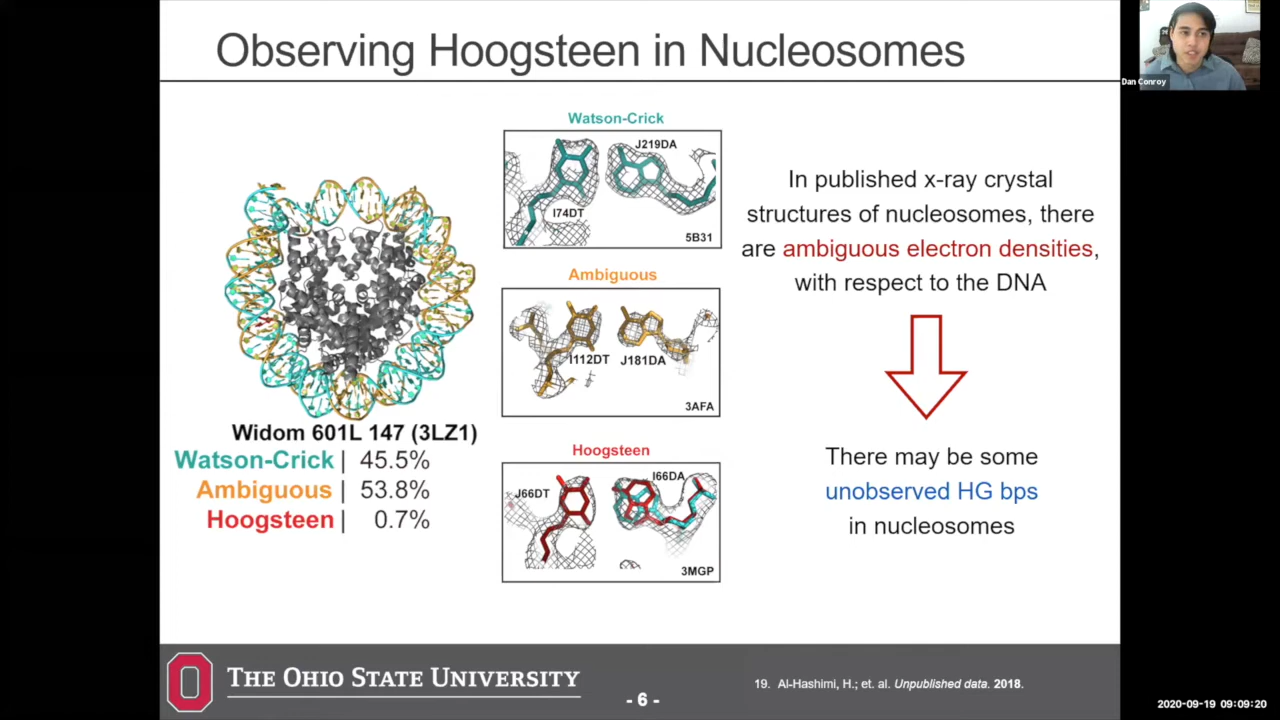 Observing Hoogsteen in Nucleosomes
Dan Conroy
Watson-Crick
J219DA
I74DT
5B31
Ambiguous
I112DT
J181DA
3AFA
Hoogsteen
J66DT
I66DA
3MGP
Widom 601L 147 (3LZ1)
Watson-Crick | 45.5%
Ambiguous | 53.8%
Hoogsteen | 0.7%
In published x-ray crystal
structures of nucleosomes, there
are ambiguous electron densities,
with respect to the DNA
There may be some
unobserved HG bps
in nucleosomes
THE OHIO STATE UNIVERSITY
- 6 -
19. Al-Hashimi, H.; et. al. Unpublished data. 2018.
2020-09-19 09:09:20